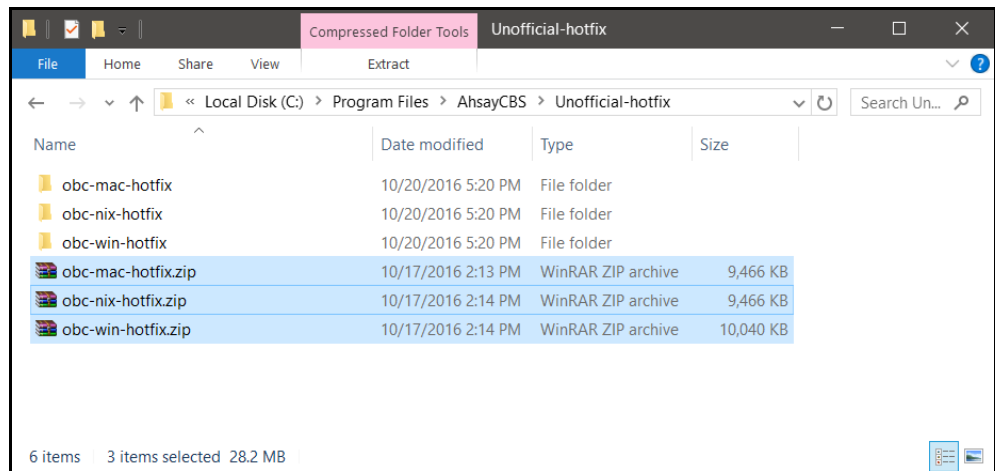 Compressed Folder Tools Unofficial-hotfix
File Home Share View Extract
« Local Disk (C:) > Program Files > AhsayCBS > Unofficial-hotfix Search Un...
Name Date modified Type Size
obc-mac-hotfix 10/20/2016 5:20 PM File folder
obc-nix-hotfix 10/20/2016 5:20 PM File folder
obc-win-hotfix 10/20/2016 5:20 PM File folder
obc-mac-hotfix.zip 10/17/2016 2:13 PM WinRAR ZIP archive 9,466 KB
obc-nix-hotfix.zip 10/17/2016 2:14 PM WinRAR ZIP archive 9,466 KB
obc-win-hotfix.zip 10/17/2016 2:14 PM WinRAR ZIP archive 10,040 KB
6 items 3 items selected 28.2 MB